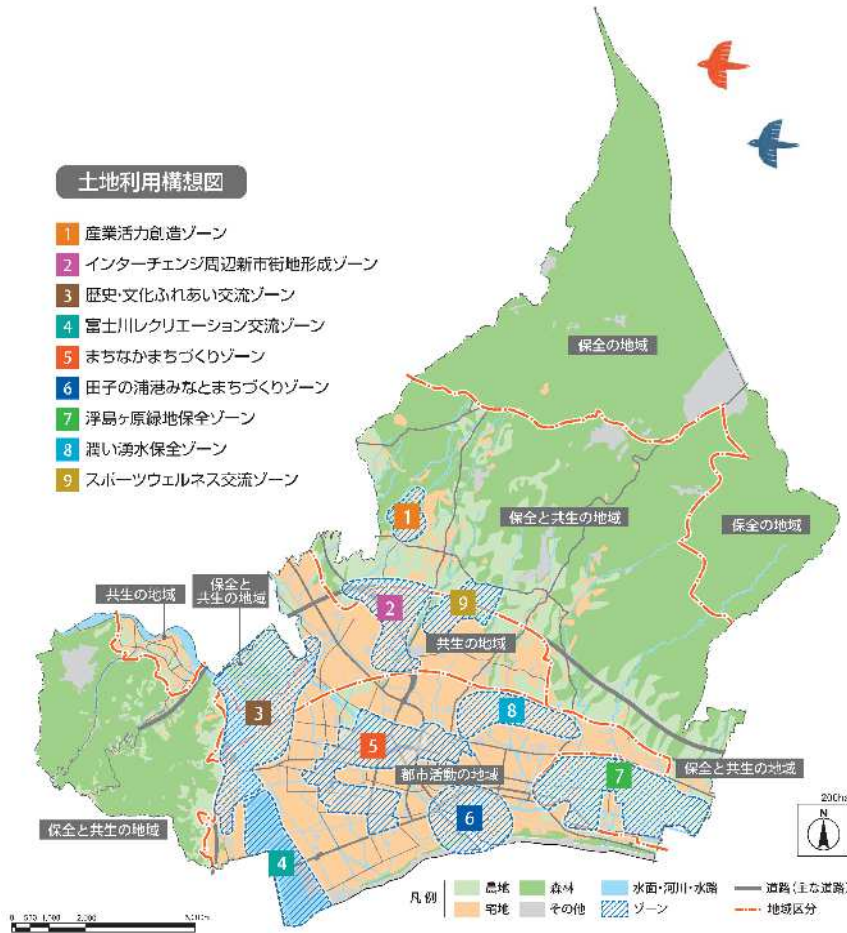 土地利用構想図
1 産業活力創造ゾーン
2 インターチェンジ周辺新市街地形成ゾーン
3 歴史・文化ふれあい交流ゾーン
4 富士川レクリエーション交流ゾーン
5 まちなかまちづくりゾーン
6 田子の浦港みなとまちづくりゾーン
7 浮島ヶ原緑地保全ゾーン
8 潤い湧水保全ゾーン
9 スポーツウェルネス交流ゾーン
保全の地域
1
保全と共生の地域
保全の地域
保全と
共生の地域
共生の地域
2
9
共生の地域
3
8
5
都市活動の地域
7
保全と共生の地域
6
保全と共生の地域
4
N
凡例
農地
森林
水面・河川・水路
道路(主な道路)
宅地
その他
ゾーン
地域区分